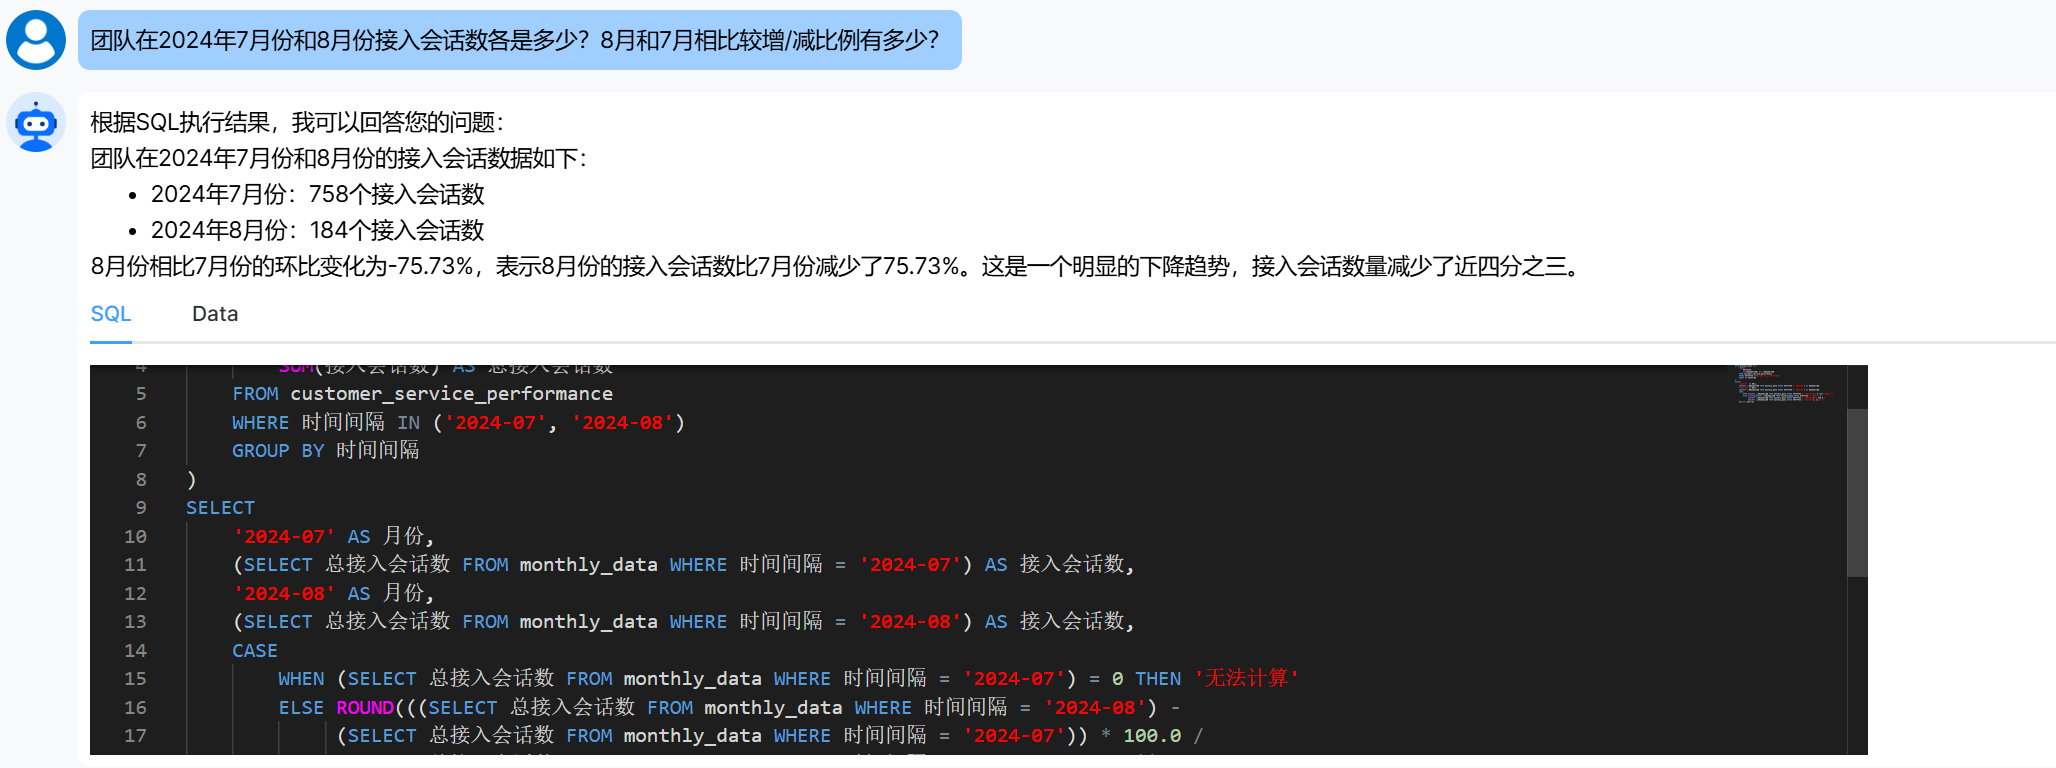 团队在2024年7月份和8月份接入会话数各是多少？8月和7月相比较增/减比例有多少？
根据SQL执行结果，我可以回答您的问题：
团队在2024年7月份和8月份的接入会话数据如下：
• 2024年7月份：758个接入会话数
• 2024年8月份：184个接入会话数
8月份相比7月份的环比变化为-75.73%，表示8月份的接入会话数比7月份减少了75.73%。这是一个明显的下降趋势，接入会话数量减少了近四分之三。
SQL Data
4 SUM(接入会话数) AS 总接入会话数
5 FROM customer_service_performance
6 WHERE 时间间隔 IN ('2024-07', '2024-08')
7 GROUP BY 时间间隔
8 )
9 SELECT
10 '2024-07' AS 月份,
11 (SELECT 总接入会话数 FROM monthly_data WHERE 时间间隔 = '2024-07') AS 接入会话数,
12 '2024-08' AS 月份,
13 (SELECT 总接入会话数 FROM monthly_data WHERE 时间间隔 = '2024-08') AS 接入会话数,
14 CASE
15 WHEN (SELECT 总接入会话数 FROM monthly_data WHERE 时间间隔 = '2024-07') = 0 THEN '无法计算'
16 ELSE ROUND(((SELECT 总接入会话数 FROM monthly_data WHERE 时间间隔 = '2024-08') -
17 (SELECT 总接入会话数 FROM monthly_data WHERE 时间间隔 = '2024-07')) * 100.0 /